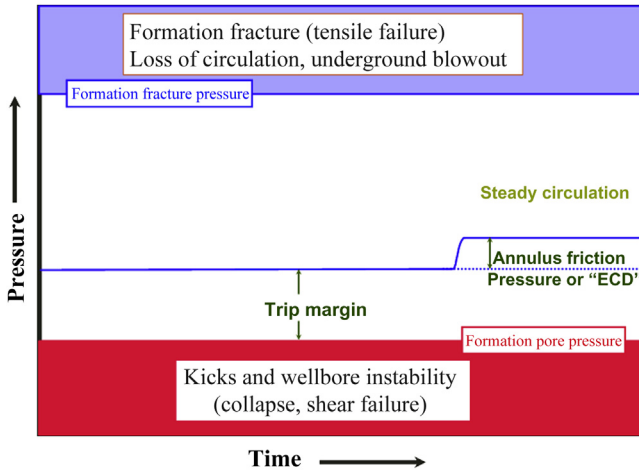 Formation fracture (tensile failure)
Loss of circulation, underground blowout
Formation fracture pressure
Pressure
Steady circulation
Annulus friction
Pressure or “ECD”
Trip margin
Formation pore pressure
Kicks and wellbore instability
(collapse, shear failure)
Time